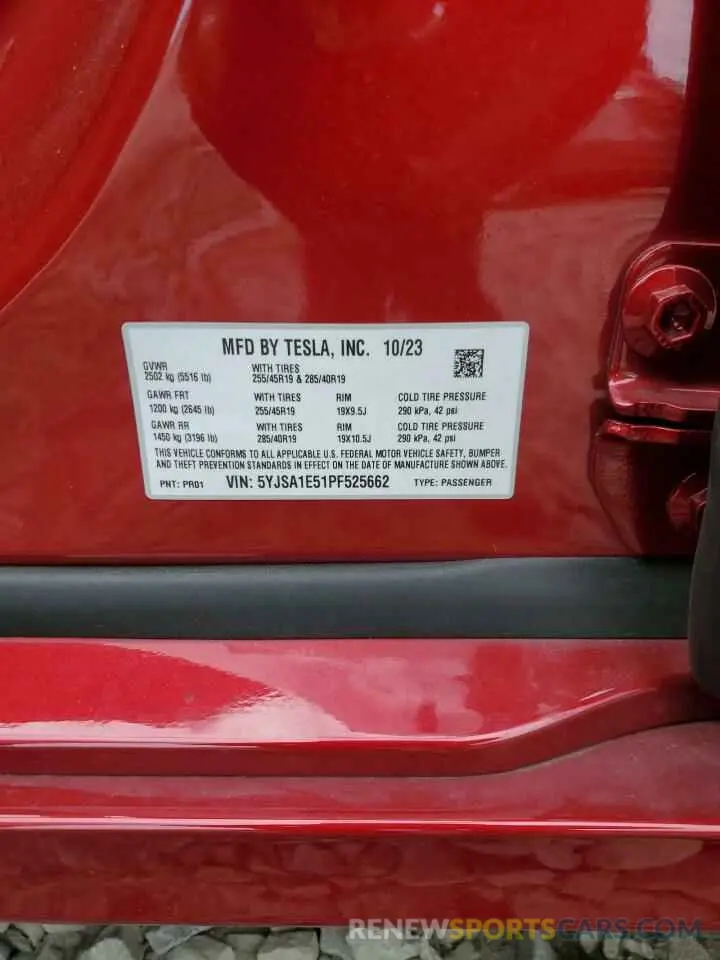 MFD BY TESLA, INC. 10/23
GVWR
2502 kg (5516 lb)
WITH TIRES
255/45R19 & 285/40R19
GAWR FRT
1200 kg (2645 lb)
WITH TIRES
255/45R19
RIM
19X9.5J
COLD TIRE PRESSURE
290 kPa, 42 psi
GAWR RR
1450 kg (3196 lb)
WITH TIRES
285/40R19
RIM
19X10.5J
COLD TIRE PRESSURE
290 kPa, 42 psi
THIS VEHICLE CONFORMS TO ALL APPLICABLE U.S. FEDERAL MOTOR VEHICLE SAFETY, BUMPER
AND THEFT PREVENTION STANDARDS IN EFFECT ON THE DATE OF MANUFACTURE SHOWN ABOVE.
PNT: PR01 VIN: 5YJSA1E51PF525662 TYPE: PASSENGER
RENEWSPORTSCARS.COM